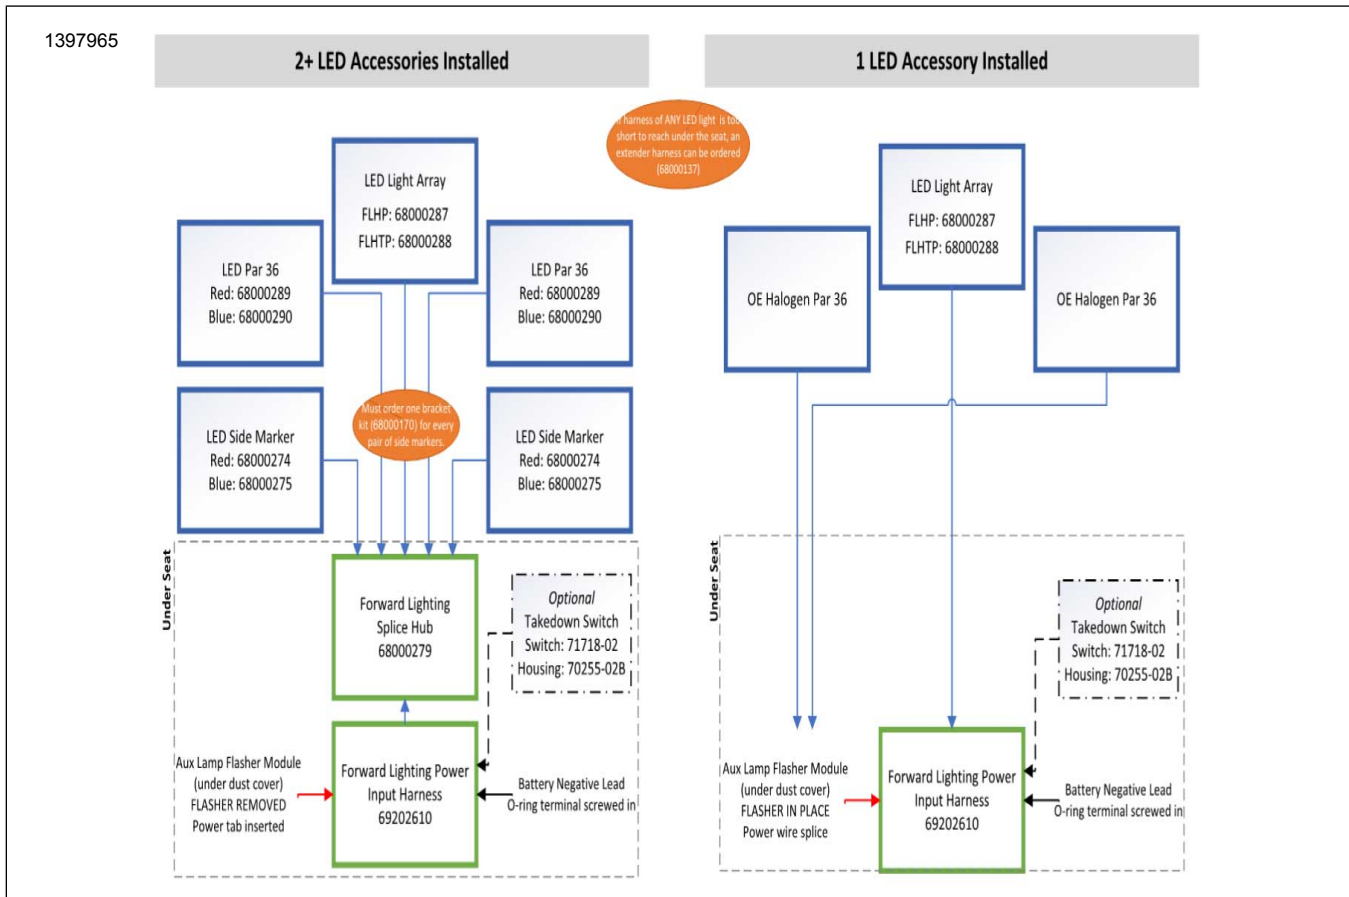 1397965
2+ LED Accessories Installed
1 LED Accessory Installed
harness of ANY LED light is too
short to reach under the seat, an
extender harness can be ordered
(68000137)
LED Light Array
FLHP: 68000287
FLHTP: 68000288
LED Par 36
Red: 68000289
Blue: 68000290
LED Par 36
Red: 68000289
Blue: 68000290
Must order one bracket
kit (68000170) for every
pair of side markers.
LED Side Marker
Red: 68000274
Blue: 68000275
LED Side Marker
Red: 68000274
Blue: 68000275
Under Seat
Forward Lighting
Splice Hub
68000279
Optional
Takedown Switch
Switch: 71718-02
Housing: 70255-02B
Aux Lamp Flasher Module
(under dust cover)
FLASHER REMOVED
Power tab inserted
Forward Lighting Power
Input Harness
69202610
Battery Negative Lead
O-ring terminal screwed in
LED Light Array
FLHP: 68000287
FLHTP: 68000288
OE Halogen Par 36
OE Halogen Par 36
Under Seat
Optional
Takedown Switch
Switch: 71718-02
Housing: 70255-02B
Aux Lamp Flasher Module
(under dust cover)
FLASHER IN PLACE
Power wire splice
Forward Lighting Power
Input Harness
69202610
Battery Negative Lead
O-ring terminal screwed in